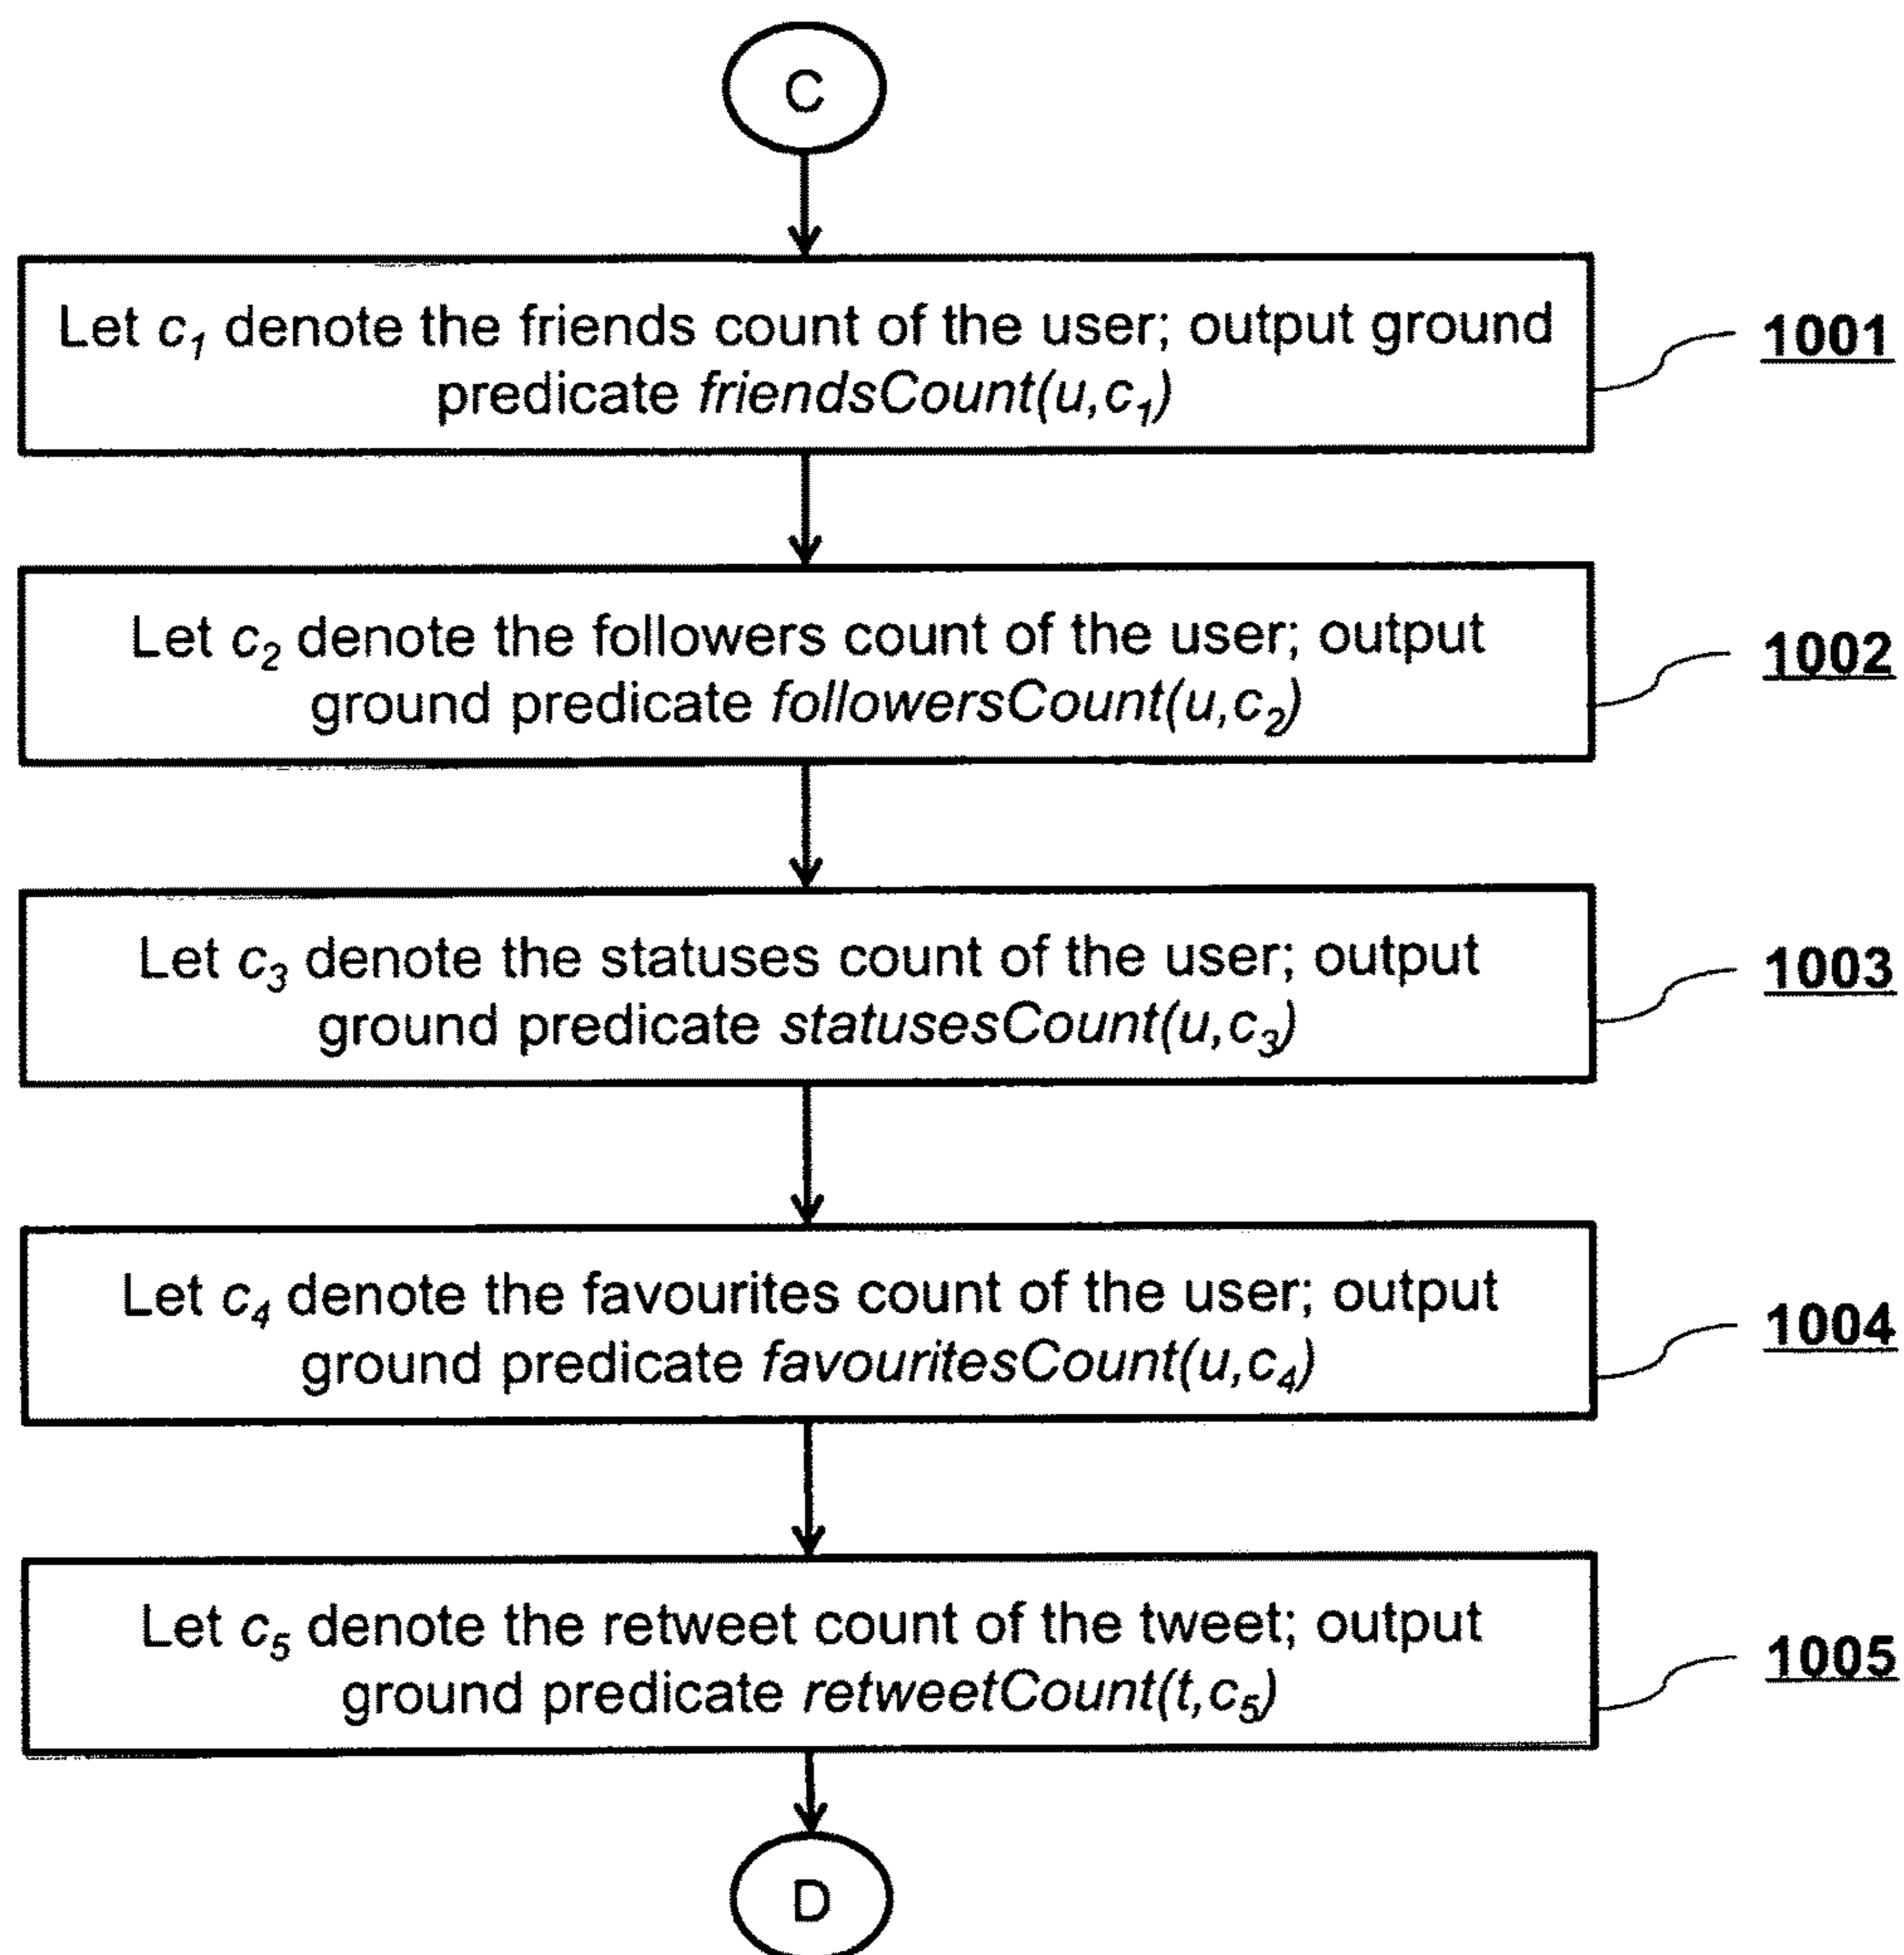 C
Let c₁ denote the friends count of the user; output ground
predicate friendsCount(u,c₁)
1001
Let c₂ denote the followers count of the user; output
ground predicate followersCount(u,c₂)
1002
Let c₃ denote the statuses count of the user; output
ground predicate statusesCount(u,c₃)
1003
Let c₄ denote the favourites count of the user; output
ground predicate favouritesCount(u,c₄)
1004
Let c₅ denote the retweet count of the tweet; output
ground predicate retweetCount(t,c₅)
1005
D